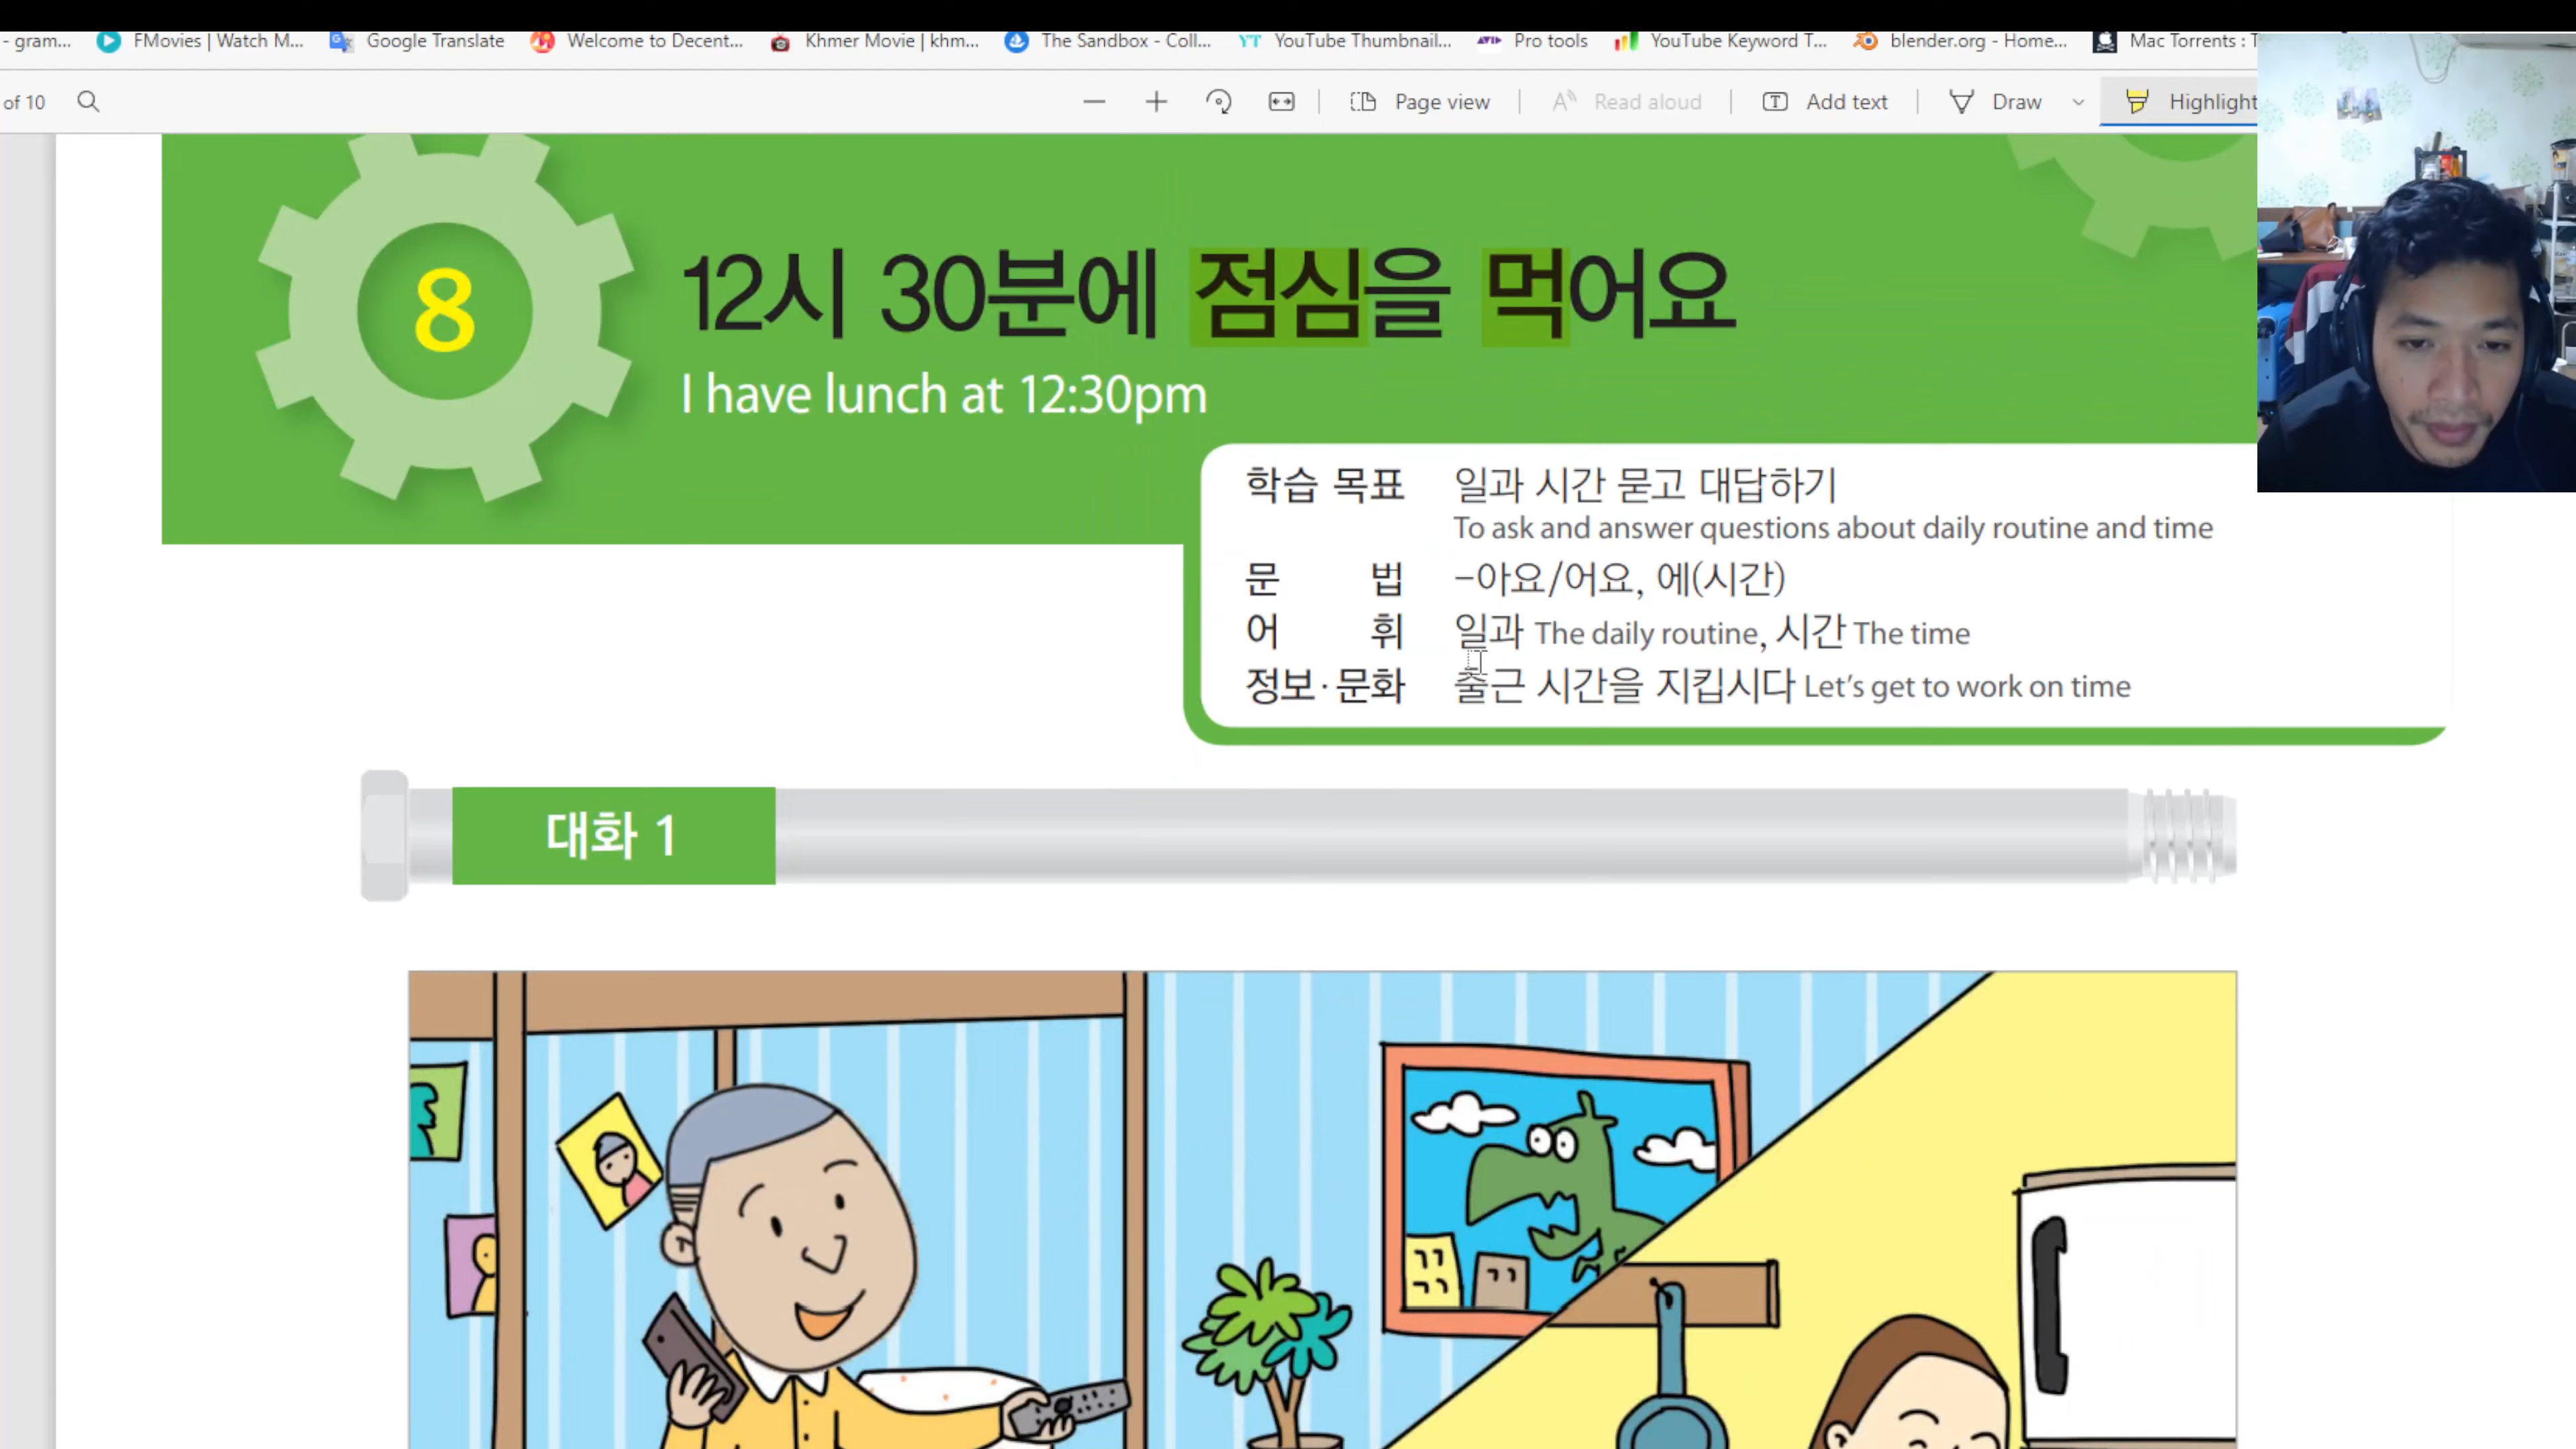 - gram... FMovies | Watch M... Google Translate Welcome to Decent... Khmer Movie | khm... The Sandbox - Coll... YT YouTube Thumbnail... AVID Pro tools YouTube Keyword T... blender.org - Home... Mac Torrents : T
of 10 Page view Read aloud Add text Draw Highlight
8
12시 30분에 점심을 먹어요
I have lunch at 12:30pm
학습 목표 일과 시간 묻고 대답하기
To ask and answer questions about daily routine and time
문 법 -아요/어요, 에(시간)
어 휘 일과 The daily routine, 시간 The time
정보·문화 출근 시간을 지킵시다 Let's get to work on time
대화 1